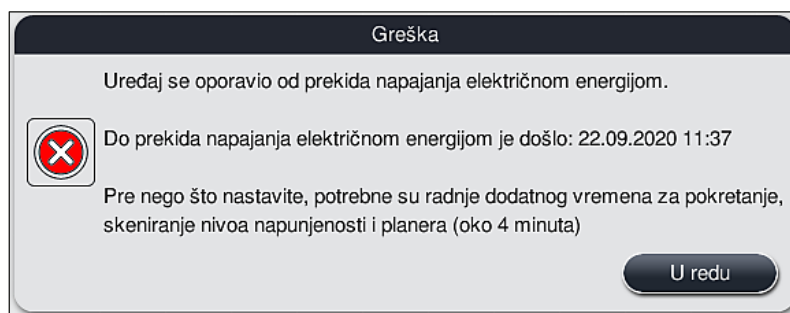 Greška
Uređaj se oporavio od prekida napajanja električnom energijom.
Do prekida napajanja električnom energijom je došlo: 22.09.2020 11:37
Pre nego što nastavite, potrebne su radnje dodatnog vremena za pokretanje,
skeniranje nivoa napunjenosti i planera (oko 4 minuta)
U redu